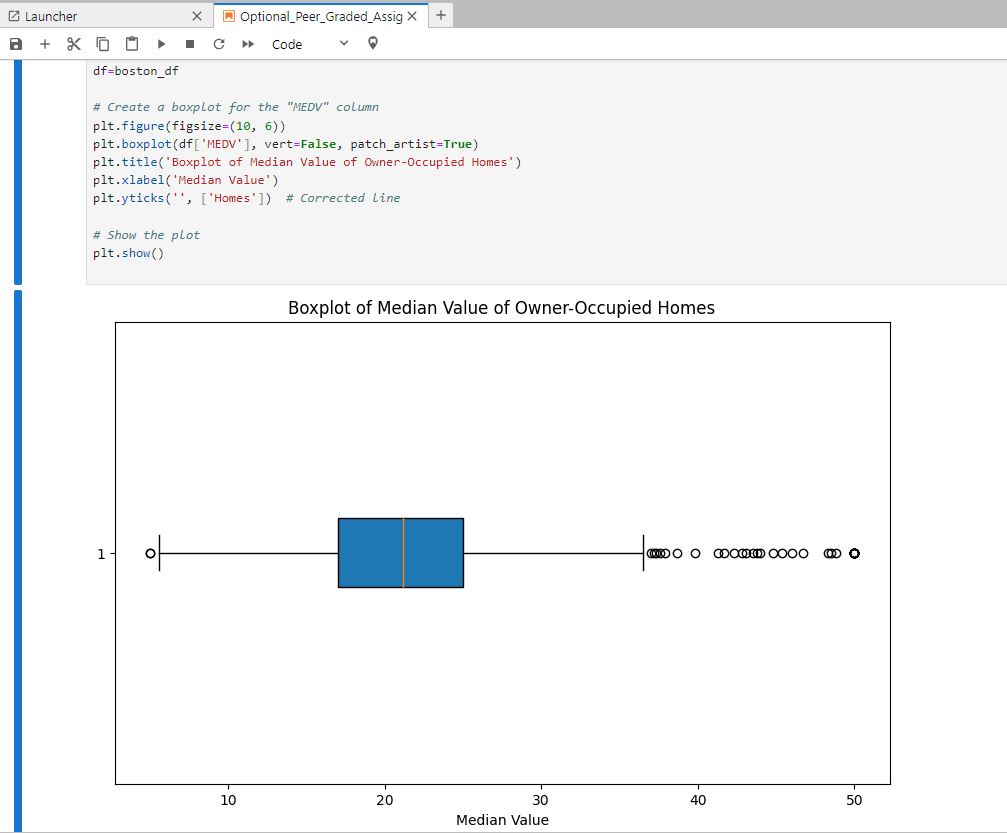 Launcher
Optional_Peer_Graded_Assig
Code
df=boston_df
# Create a boxplot for the "MEDV" column
plt.figure(figsize=(10, 6))
plt.boxplot(df['MEDV'], vert=False, patch_artist=True)
plt.title('Boxplot of Median Value of Owner-Occupied Homes')
plt.xlabel('Median Value')
plt.yticks('', ['Homes'])  # Corrected line
# Show the plot
plt.show()
Boxplot of Median Value of Owner-Occupied Homes
1
10 20 30 40 50
Median Value